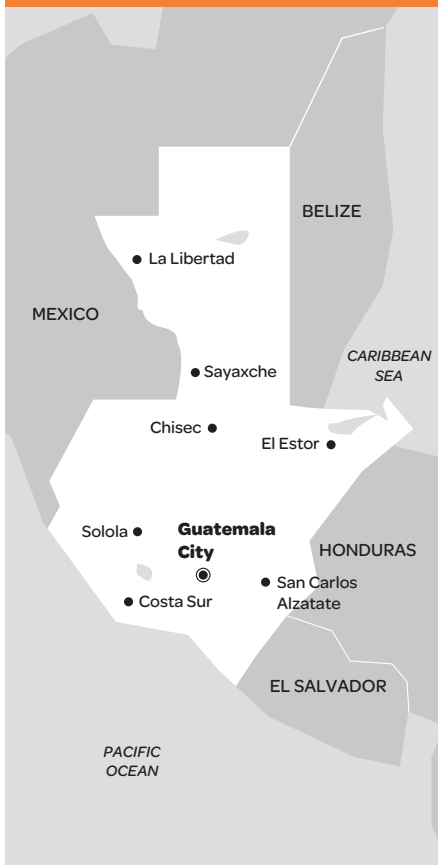 BELIZE
La Libertad
MEXICO
CARIBBEAN
SEA
Sayaxche
Chisec
El Estor
Solola
Guatemala
City
HONDURAS
San Carlos
Alzatate
Costa Sur
EL SALVADOR
PACIFIC
OCEAN